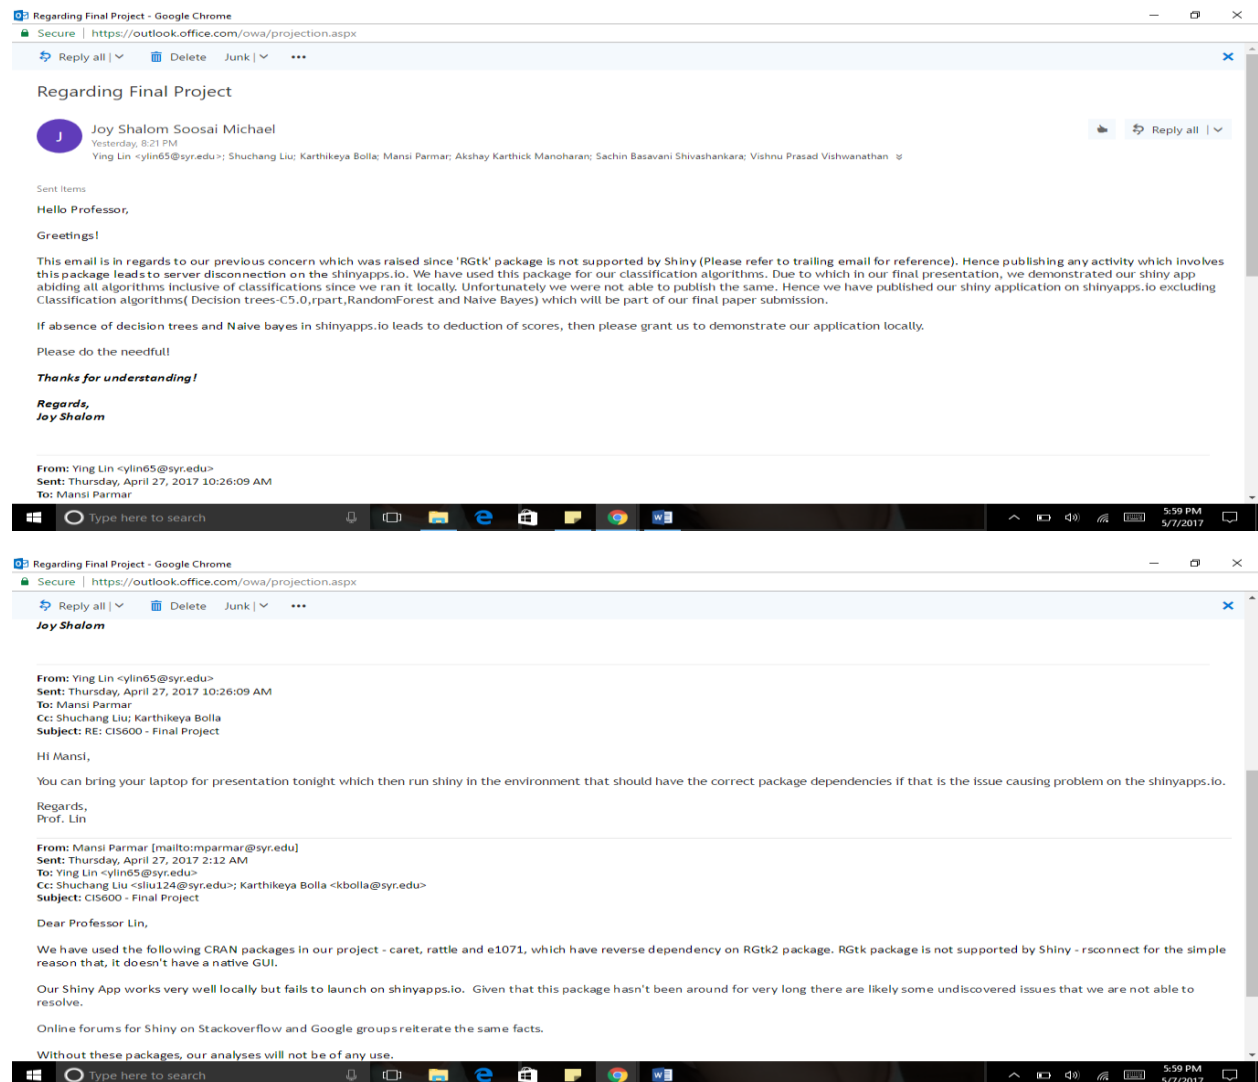 Regarding Final Project - Google Chrome
Secure | https://outlook.office.com/owa/projection.aspx
Reply all | Delete Junk | •••
Regarding Final Project
J
Joy Shalom Soosai Michael
Reply all |
Yesterday, 8:21 PM
Ying Lin <ylin65@syr.edu>; Shuchang Liu; Karthikeya Bolla; Mansi Parmar; Akshay Karthick Manoharan; Sachin Basavani Shivashankara; Vishnu Prasad Vishwanathan
Sent Items
Hello Professor,
Greetings!
This email is in regards to our previous concern which was raised since 'RGtk' package is not supported by Shiny (Please refer to trailing email for reference). Hence publishing any activity which involves
this package leads to server disconnection on the shinyapps.io. We have used this package for our classification algorithms. Due to which in our final presentation, we demonstrated our shiny app
abiding all algorithms inclusive of classifications since we ran it locally. Unfortunately we were not able to publish the same. Hence we have published our shiny application on shinyapps.io excluding
Classification algorithms( Decision trees-C5.0,rpart,RandomForest and Naive Bayes) which will be part of our final paper submission.
If absence of decision trees and Naive bayes in shinyapps.io leads to deduction of scores, then please grant us to demonstrate our application locally.
Please do the needful!
Thanks for understanding!
Regards,
Joy Shalom
From: Ying Lin <ylin65@syr.edu>
Sent: Thursday, April 27, 2017 10:26:09 AM
To: Mansi Parmar
Type here to search
5:59 PM
5/7/2017
Regarding Final Project - Google Chrome
Secure | https://outlook.office.com/owa/projection.aspx
Reply all | Delete Junk | •••
Joy Shalom
From: Ying Lin <ylin65@syr.edu>
Sent: Thursday, April 27, 2017 10:26:09 AM
To: Mansi Parmar
Cc: Shuchang Liu; Karthikeya Bolla
Subject: RE: CIS600 - Final Project
Hi Mansi,
You can bring your laptop for presentation tonight which then run shiny in the environment that should have the correct package dependencies if that is the issue causing problem on the shinyapps.io.
Regards,
Prof. Lin
From: Mansi Parmar [mailto:mparmar@syr.edu]
Sent: Thursday, April 27, 2017 2:12 AM
To: Ying Lin <ylin65@syr.edu>
Cc: Shuchang Liu <sliu124@syr.edu>; Karthikeya Bolla <kbolla@syr.edu>
Subject: CIS600 - Final Project
Dear Professor Lin,
We have used the following CRAN packages in our project - caret, rattle and e1071, which have reverse dependency on RGtk2 package. RGtk package is not supported by Shiny - rsconnect for the simple
reason that, it doesn't have a native GUI.
Our Shiny App works very well locally but fails to launch on shinyapps.io. Given that this package hasn't been around for very long there are likely some undiscovered issues that we are not able to
resolve.
Online forums for Shiny on Stackoverflow and Google groups reiterate the same facts.
Without these packages, our analyses will not be of any use.
Type here to search
5:59 PM
5/7/2017